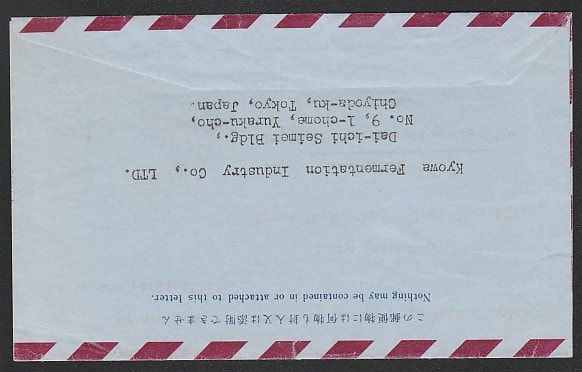 この郵便物には何物も封入又は添附できません
Nothing may be contained in or attached to this letter.
Kyowa Fermentation Industry Co., LTD.
Dai-ichi Seimei Bldg.,
No. 9, 1-chome, Yuraku-cho,
Chiyoda-ku, Tokyo, Japan.